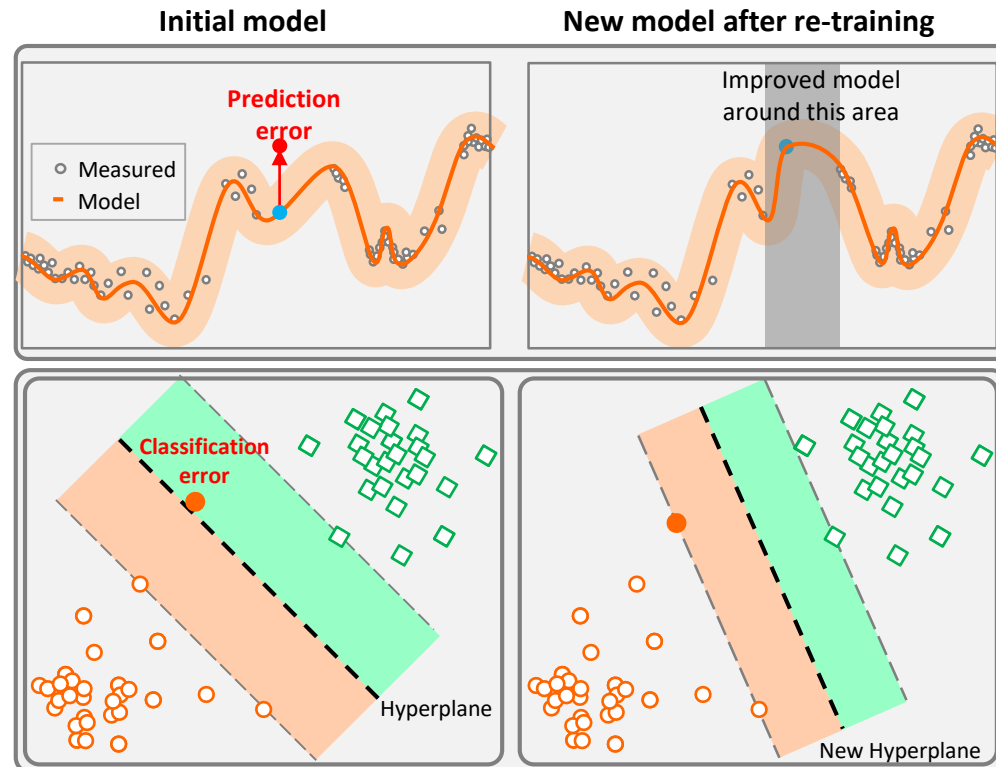 Initial model
New model after re-training
Prediction
error
Measured
Model
Improved model
around this area
Classification
error
Hyperplane
New Hyperplane